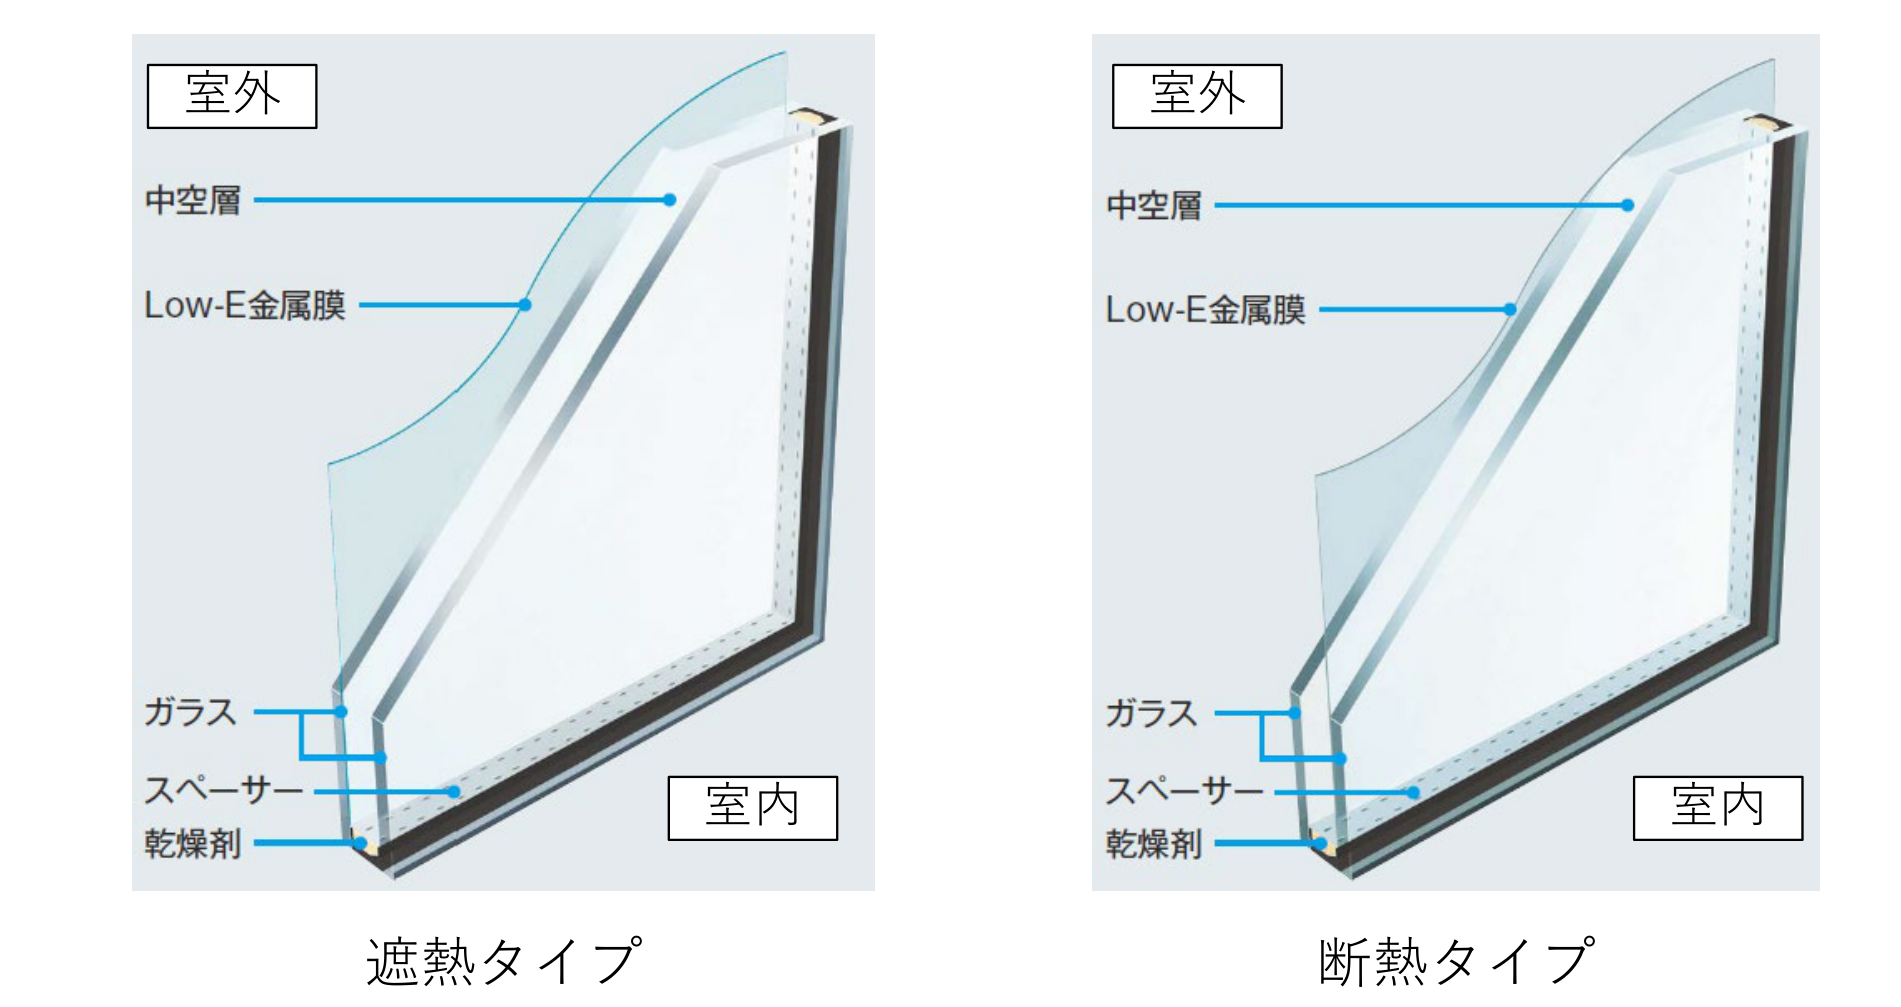 室外
中空層
Low-E金属膜
ガラス
スペーサー
乾燥剤
室内
遮熱タイプ
室外
中空層
Low-E金属膜
ガラス
スペーサー
乾燥剤
室内
断熱タイプ